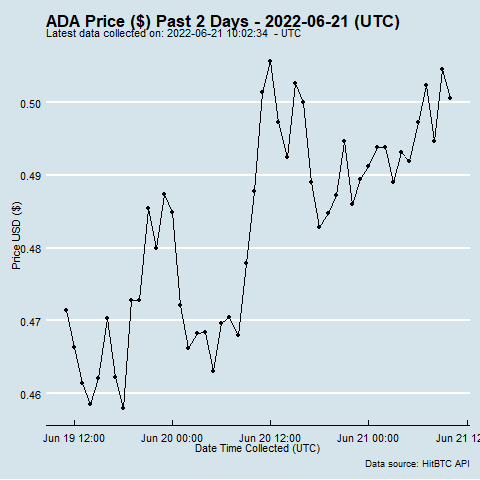 ADA Price ($) Past 2 Days - 2022-06-21 (UTC)
Latest data collected on: 2022-06-21 10:02:34 - UTC
0.50
0.49
0.48
0.47
0.46
Price USD ($)
Jun 19 12:00
Jun 20 00:00
Jun 20 12:00
Jun 21 00:00
Jun 21 12
Date Time Collected (UTC)
Data source: HitBTC API